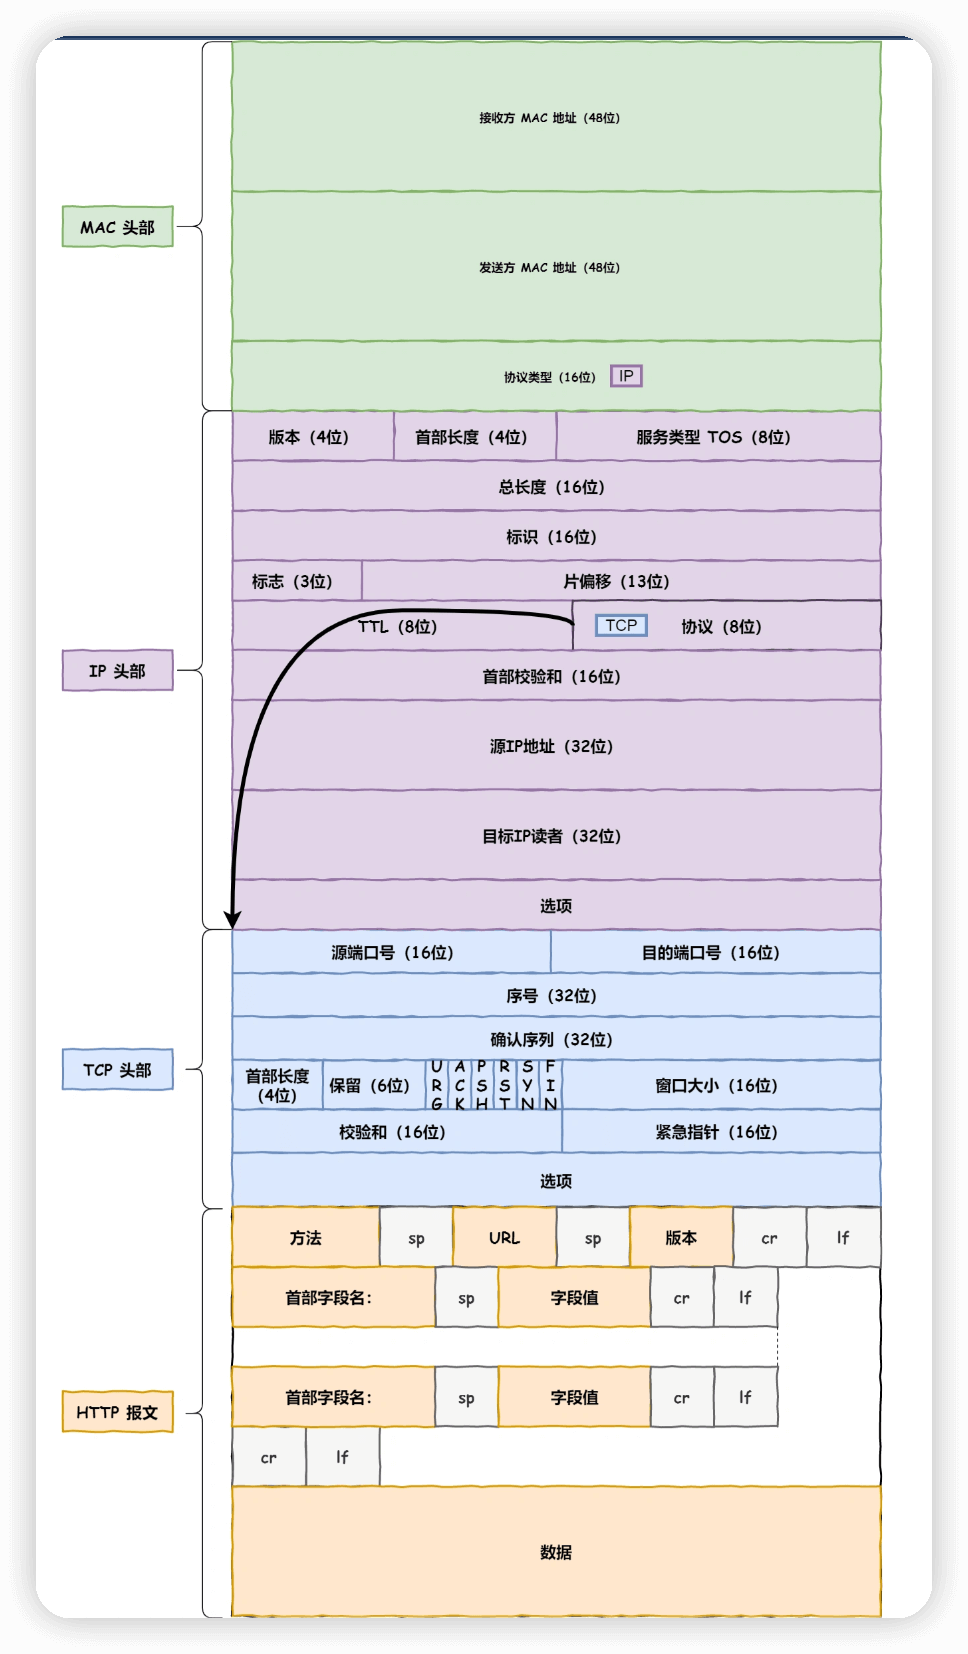 接收方 MAC 地址（48位）
MAC 头部
发送方 MAC 地址（48位）
协议类型（16位） IP
版本（4位） 首部长度（4位） 服务类型 TOS（8位）
总长度（16位）
标识（16位）
标志（3位） 片偏移（13位）
TTL（8位） TCP 协议（8位）
IP 头部
首部校验和（16位）
源IP地址（32位）
目标IP读者（32位）
选项
源端口号（16位） 目的端口号（16位）
序号（32位）
确认序列（32位）
TCP 头部
首部长度
（4位）
保留（6位）
URG
ACK
PSH
RST
SYN
FIN
窗口大小（16位）
校验和（16位） 紧急指针（16位）
选项
方法 sp URL sp 版本 cr lf
首部字段名： sp 字段值 cr lf
首部字段名： sp 字段值 cr lf
HTTP 报文
cr lf
数据